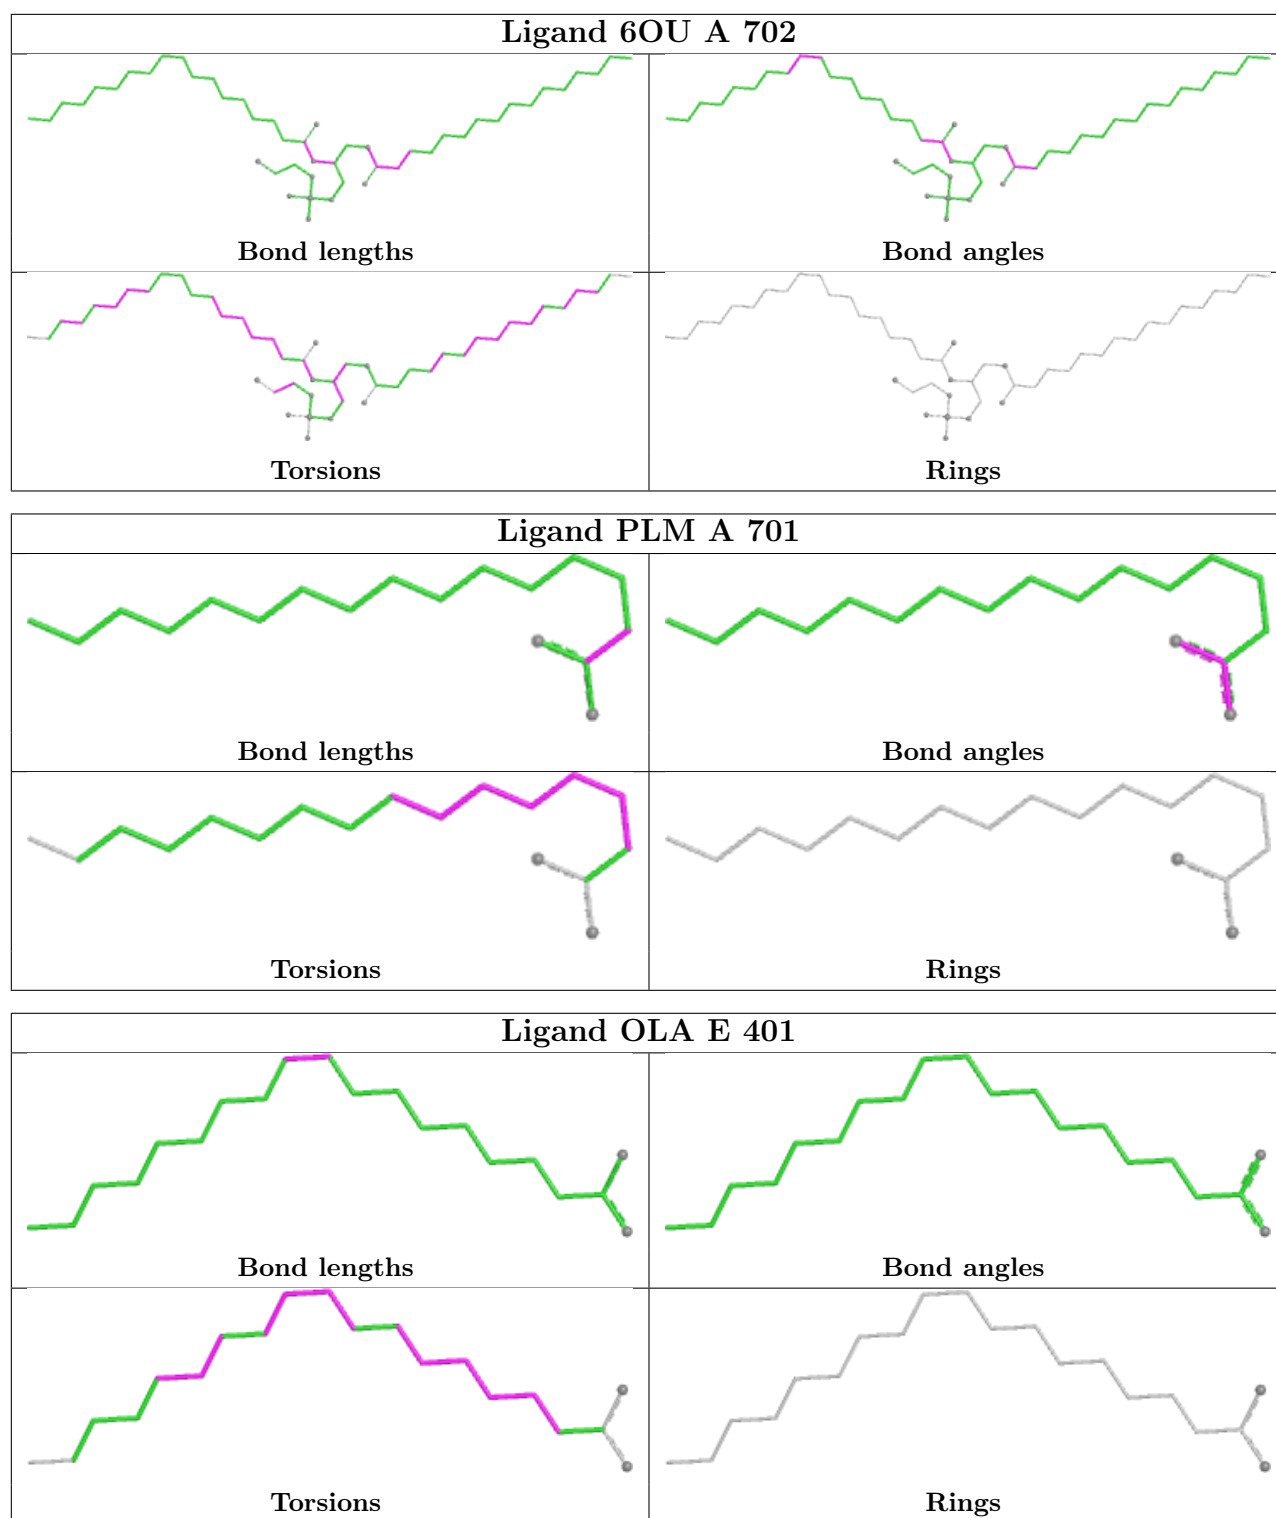 Ligand 6OU A 702
Bond lengths
Bond angles
Torsions
Rings
Ligand PLM A 701
Bond lengths
Bond angles
Torsions
Rings
Ligand OLA E 401
Bond lengths
Bond angles
Torsions
Rings